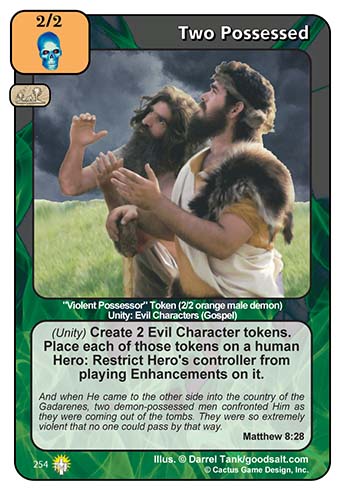 2/2
Two Possessed
"Violent Possessor" Token (2/2 orange male demon)
Unity: Evil Characters (Gospel)
(Unity) Create 2 Evil Character tokens.
Place each of those tokens on a human
Hero: Restrict Hero's controller from
playing Enhancements on it.
And when He came to the other side into the country of the
Gadarenes, two demon-possessed men confronted Him as
they were coming out of the tombs. They were so extremely
violent that no one could pass by that way.
Matthew 8:28
254
Illus. © Darrel Tank/goodsalt.com
© Cactus Game Design, Inc.